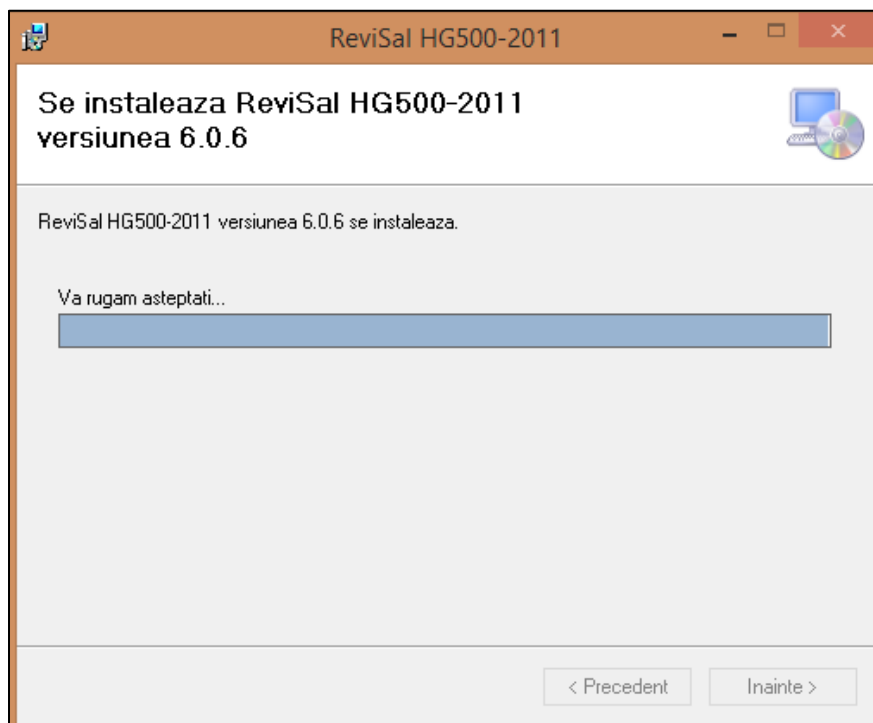 ReviSal HG500-2011
Se instaleaza ReviSal HG500-2011
versiunea 6.0.6
ReviSal HG500-2011 versiunea 6.0.6 se instaleaza.
Va rugam asteptati...
< Precedent
Inainte >